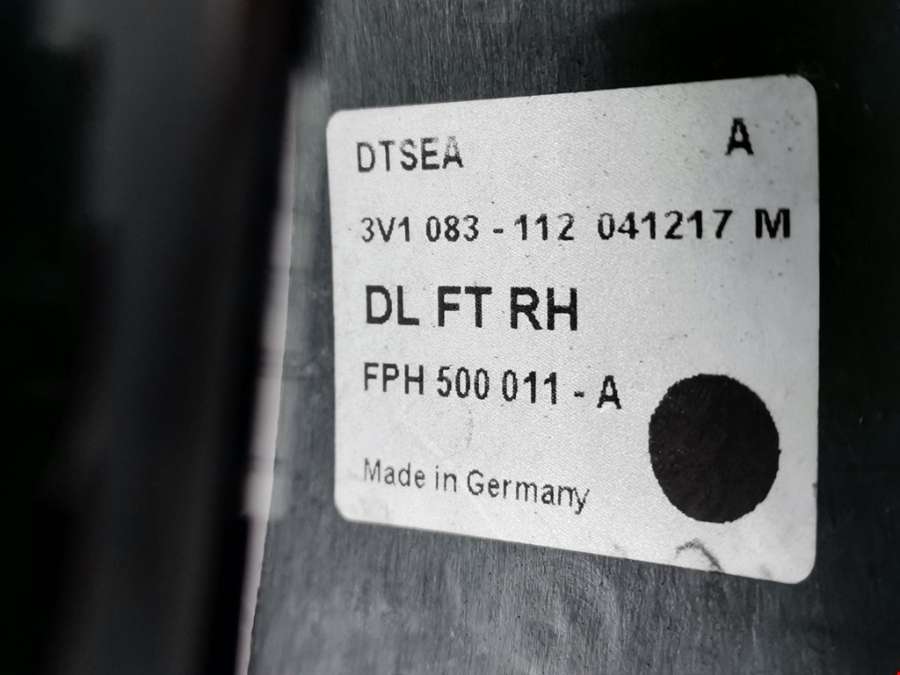 DTSEA A
3V1 083 - 112 041217 M
DL FT RH
FPH 500 011 - A
Made in Germany